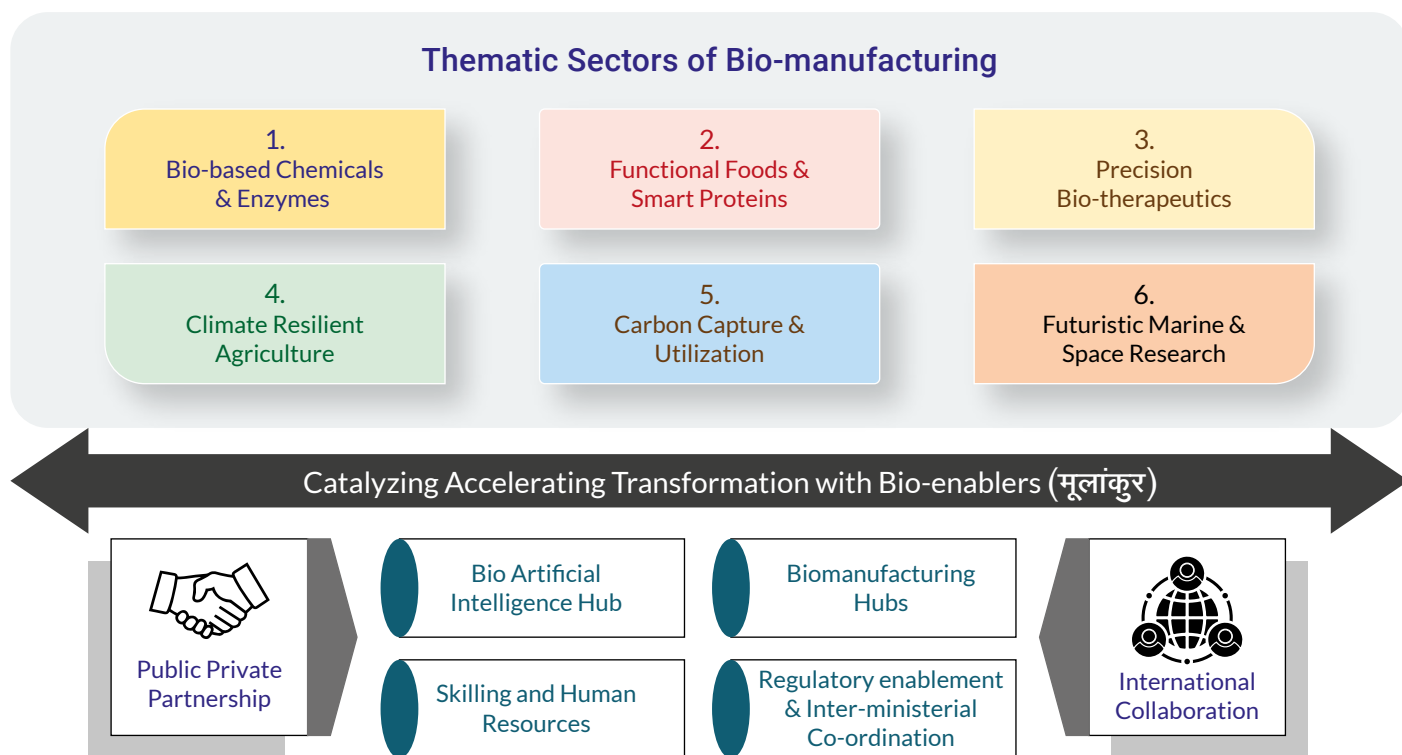 Thematic Sectors of Bio-manufacturing
1.
Bio-based Chemicals
& Enzymes
2.
Functional Foods &
Smart Proteins
3.
Precision
Bio-therapeutics
4.
Climate Resilient
Agriculture
5.
Carbon Capture &
Utilization
6.
Futuristic Marine &
Space Research
Catalyzing Accelerating Transformation with Bio-enablers (मूलांकुर)
Public Private
Partnership
Bio Artificial
Intelligence Hub
Biomanufacturing
Hubs
Skilling and Human
Resources
Regulatory enablement
& Inter-ministerial
Co-ordination
International
Collaboration